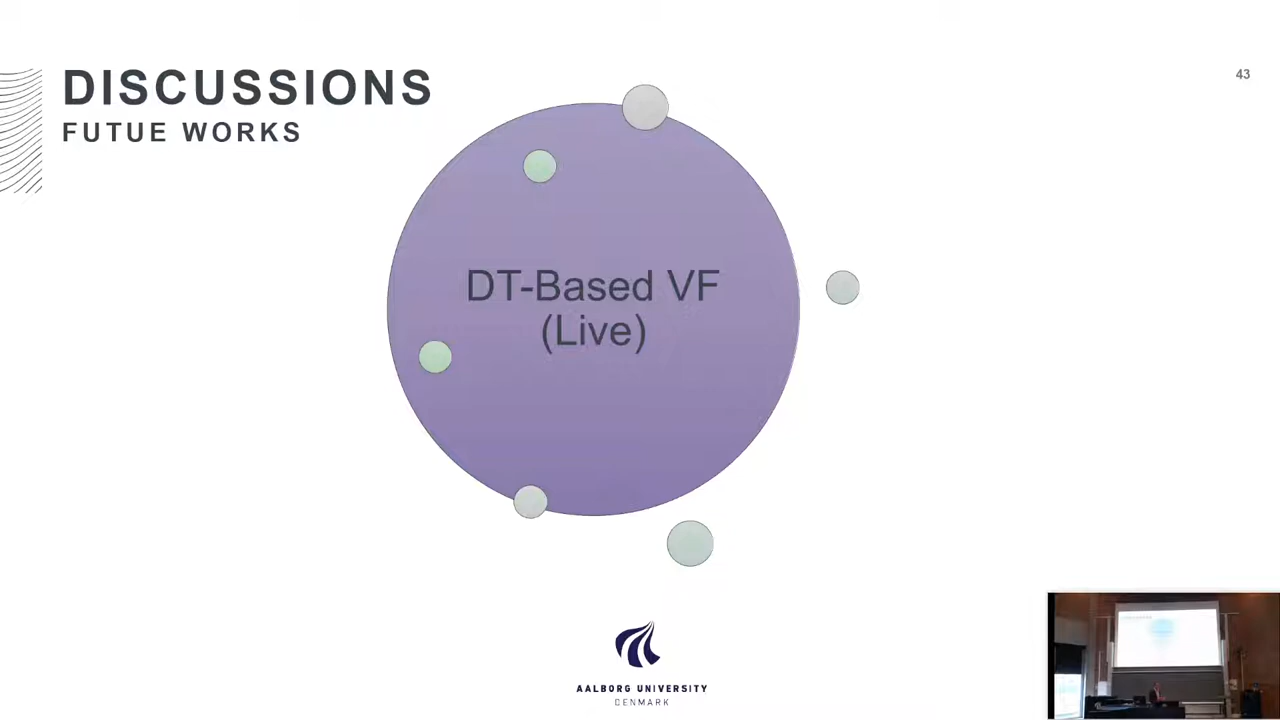 DISCUSSIONS
FUTUE WORKS
43
DT-Based VF
(Live)
AALBORG UNIVERSITY
DENMARK